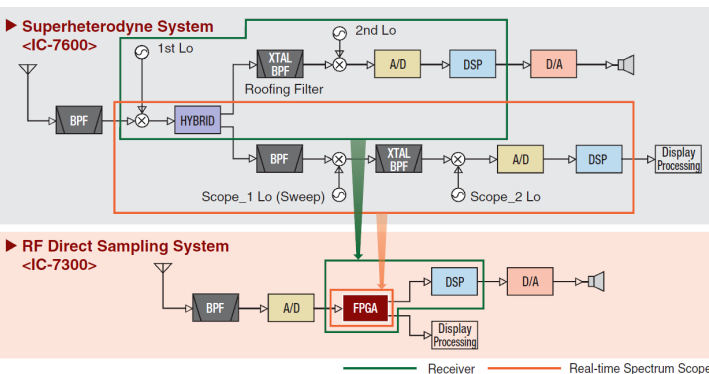 ▶ Superheterodyne System
<IC-7600>
1st Lo
2nd Lo
XTAL
BPF
Roofing Filter
A/D
DSP
D/A
BPF
HYBRID
BPF
XTAL
BPF
A/D
DSP
Display
Processing
Scope_1 Lo (Sweep)
Scope_2 Lo
▶ RF Direct Sampling System
<IC-7300>
BPF
A/D
FPGA
DSP
D/A
Display
Processing
Receiver
Real-time Spectrum Scope